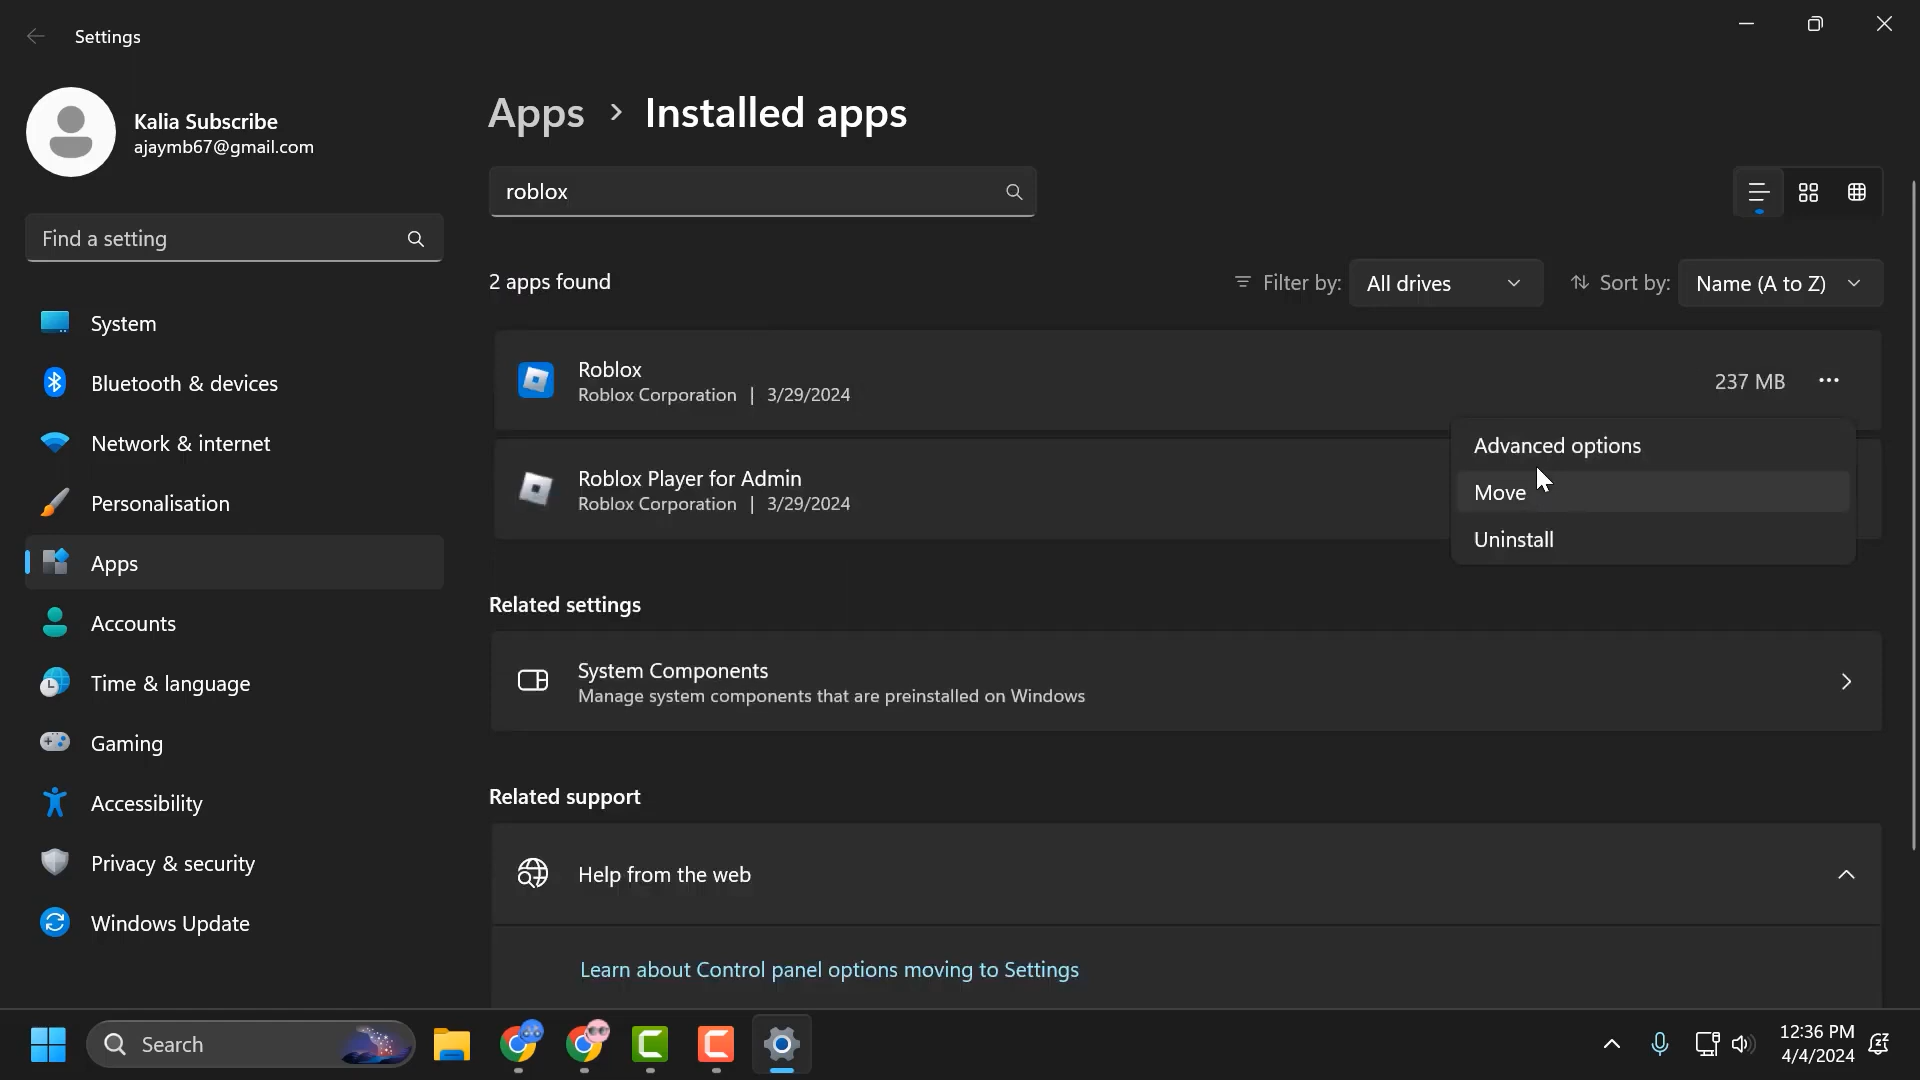 Settings
Kalia Subscribe
ajaymb67@gmail.com
Find a setting
System
Bluetooth & devices
Network & internet
Personalisation
Apps
Accounts
Time & language
Gaming
Accessibility
Privacy & security
Windows Update
Apps > Installed apps
roblox
2 apps found
Filter by: All drives
Sort by: Name (A to Z)
Roblox
Roblox Corporation | 3/29/2024
237 MB
Advanced options
Move
Uninstall
Roblox Player for Admin
Roblox Corporation | 3/29/2024
Related settings
System Components
Manage system components that are preinstalled on Windows
Related support
Help from the web
Learn about Control panel options moving to Settings
Search
12:36 PM
4/4/2024